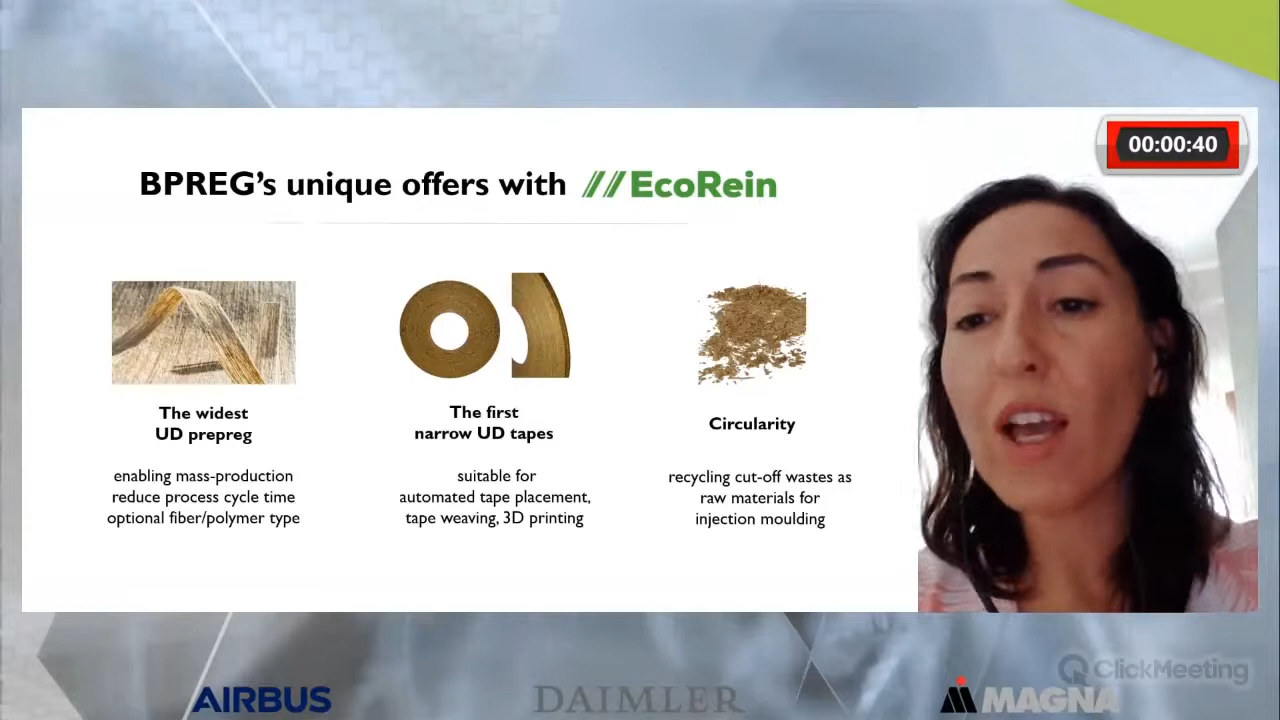 00:00:40
BPREG's unique offers with //EcoRein
The widest
UD prepreg
enabling mass-production
reduce process cycle time
optional fiber/polymer type
The first
narrow UD tapes
suitable for
automated tape placement,
tape weaving, 3D printing
Circularity
recycling cut-off wastes as
raw materials for
injection moulding
ClickMeeting
AIRBUS
DAIMLER
MAGNA